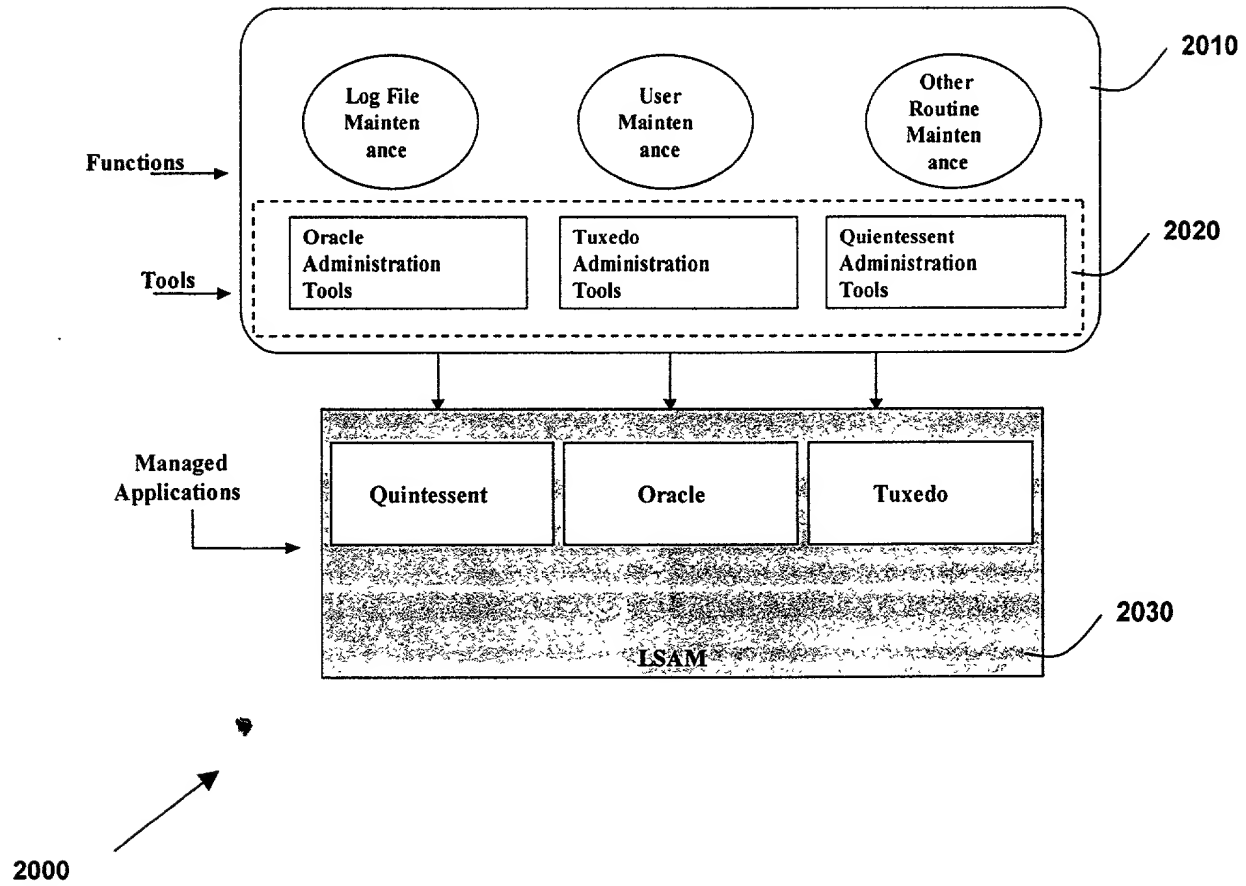 2010
Log File
Mainten
ance
User
Mainten
ance
Other
Routine
Mainten
ance
Functions
2020
Oracle
Administration
Tools
Tuxedo
Administration
Tools
Quientessent
Administration
Tools
Tools
Managed
Applications
Quintessent
Oracle
Tuxedo
2030
LSAM
2000